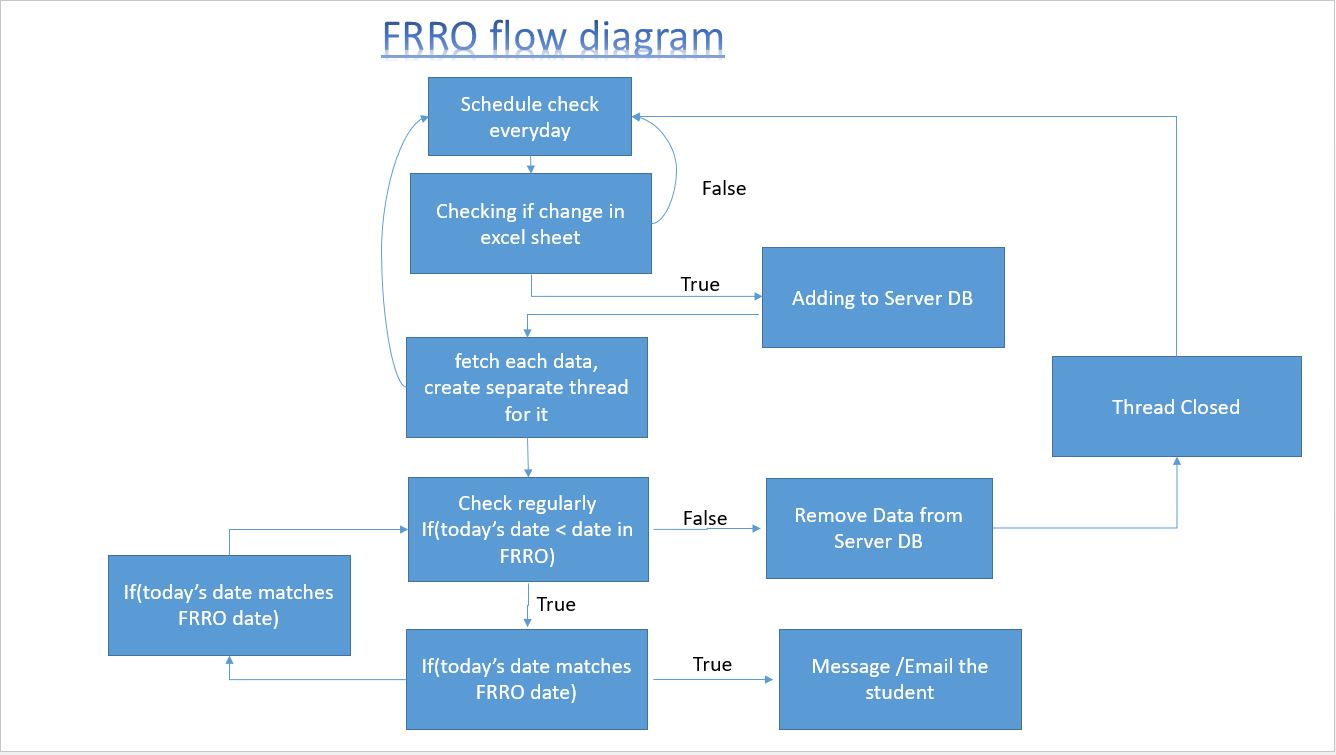 FRRO flow diagram
Schedule check
everyday
False
Checking if change in
excel sheet
True
Adding to Server DB
fetch each data,
create separate thread
for it
Thread Closed
Check regularly
If(today’s date < date in
FRRO)
False
Remove Data from
Server DB
If(today’s date matches
FRRO date)
True
If(today’s date matches
FRRO date)
True
Message /Email the
student